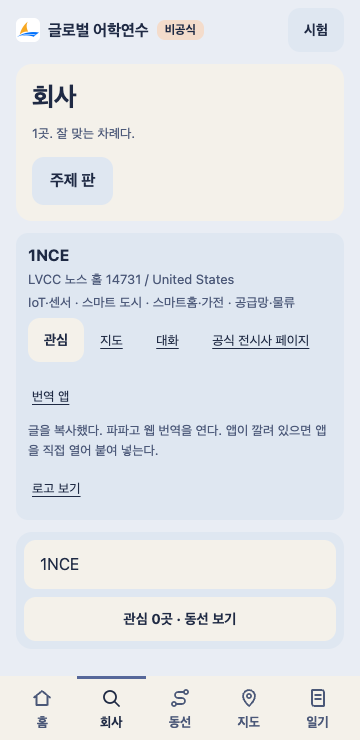 글로벌 어학연수 비공식 시험
회사
1곳. 잘 맞는 차례다.
주제 판
1NCE
LVCC 노스 홀 14731 / United States
IoT·센서 · 스마트 도시 · 스마트홈·가전 · 공급망·물류
관심 지도 대화 공식 전시사 페이지
번역 앱
글을 복사했다. 파파고 웹 번역을 연다. 앱이 깔려 있으면 앱
을 직접 열어 붙여 넣는다.
로고 보기
1NCE
관심 0곳 · 동선 보기
홈 회사 동선 지도 일기